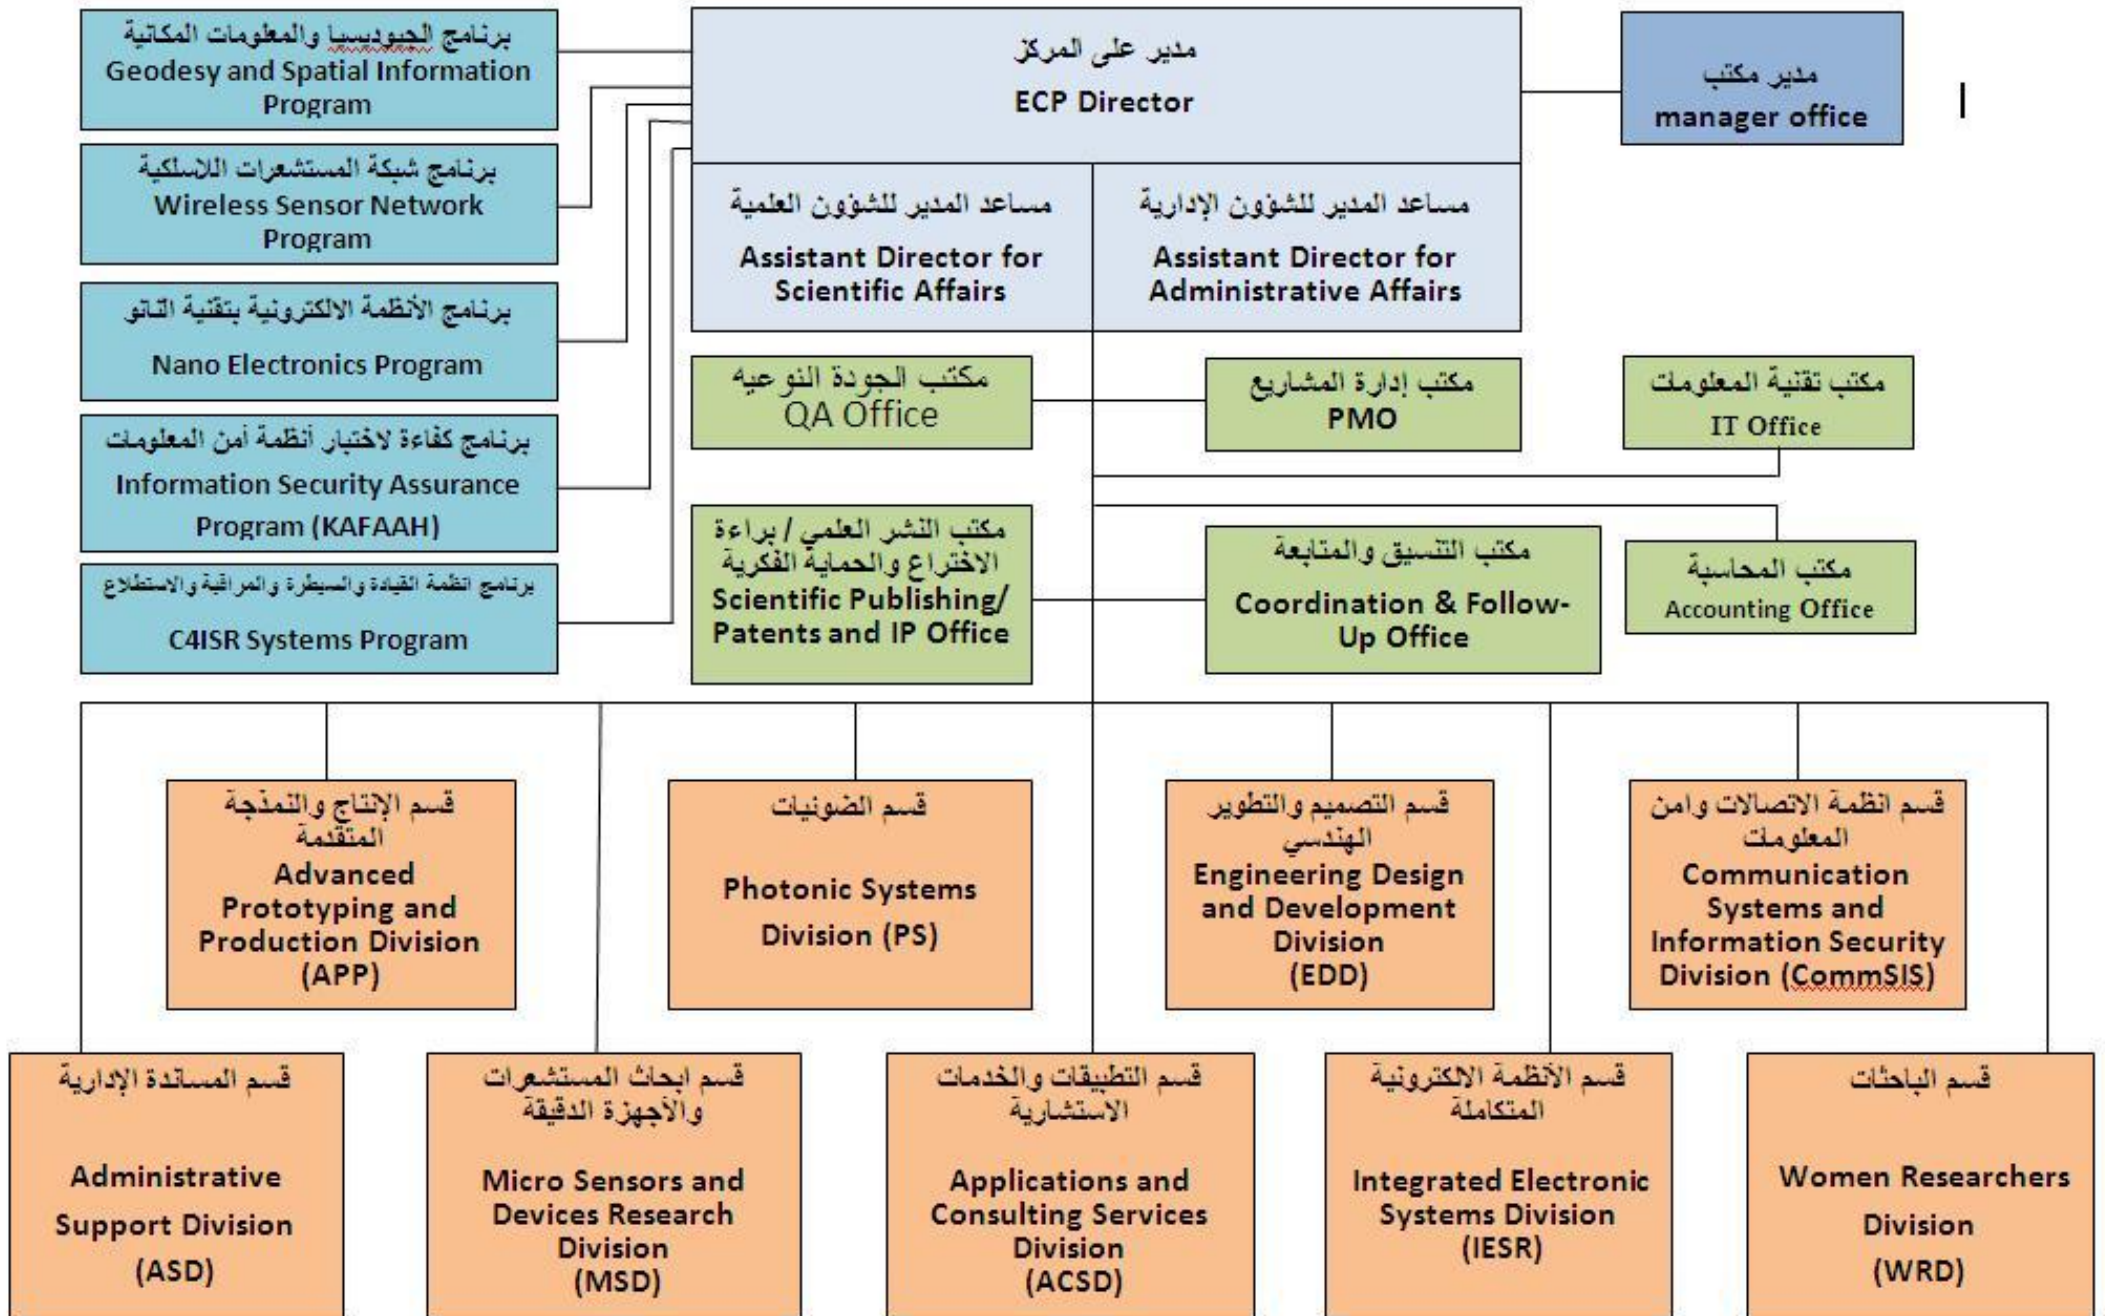 برنامج الجيوديسيا والمعلومات المكانية
Geodesy and Spatial Information
Program
مدير على المركز
ECP Director
مدير مكتب
manager office
برنامج شبكة المستشعرات اللاسلكية
Wireless Sensor Network
Program
مساعد المدير للشؤون العلمية
Assistant Director for
Scientific Affairs
مساعد المدير للشؤون الإدارية
Assistant Director for
Administrative Affairs
برنامج الأنظمة الالكترونية بتقنية النانو
Nano Electronics Program
مكتب الجودة النوعيه
QA Office
مكتب إدارة المشاريع
PMO
مكتب تقنية المعلومات
IT Office
برنامج كفاءة لاختبار أنظمة أمن المعلومات
Information Security Assurance
Program (KAFAAH)
مكتب النشر العلمي / براءة
الاختراع والحماية الفكرية
Scientific Publishing/
Patents and IP Office
مكتب التنسيق والمتابعة
Coordination & Follow-
Up Office
مكتب المحاسبة
Accounting Office
برنامج انظمة القيادة والسيطرة والمراقبة والاستطلاع
C4ISR Systems Program
قسم الإنتاج والنمذجة
المتقدمة
Advanced
Prototyping and
Production Division
(APP)
قسم الضوئيات
Photonic Systems
Division (PS)
قسم التصميم والتطوير
الهندسي
Engineering Design
and Development
Division
(EDD)
قسم انظمة الاتصالات وامن
المعلومات
Communication
Systems and
Information Security
Division (CommSIS)
قسم المساندة الإدارية
Administrative
Support Division
(ASD)
قسم ابحاث المستشعرات
والأجهزة الدقيقة
Micro Sensors and
Devices Research
Division
(MSD)
قسم التطبيقات والخدمات
الاستشارية
Applications and
Consulting Services
Division
(ACSD)
قسم الأنظمة الالكترونية
المتكاملة
Integrated Electronic
Systems Division
(IESR)
قسم الباحثات
Women Researchers
Division
(WRD)